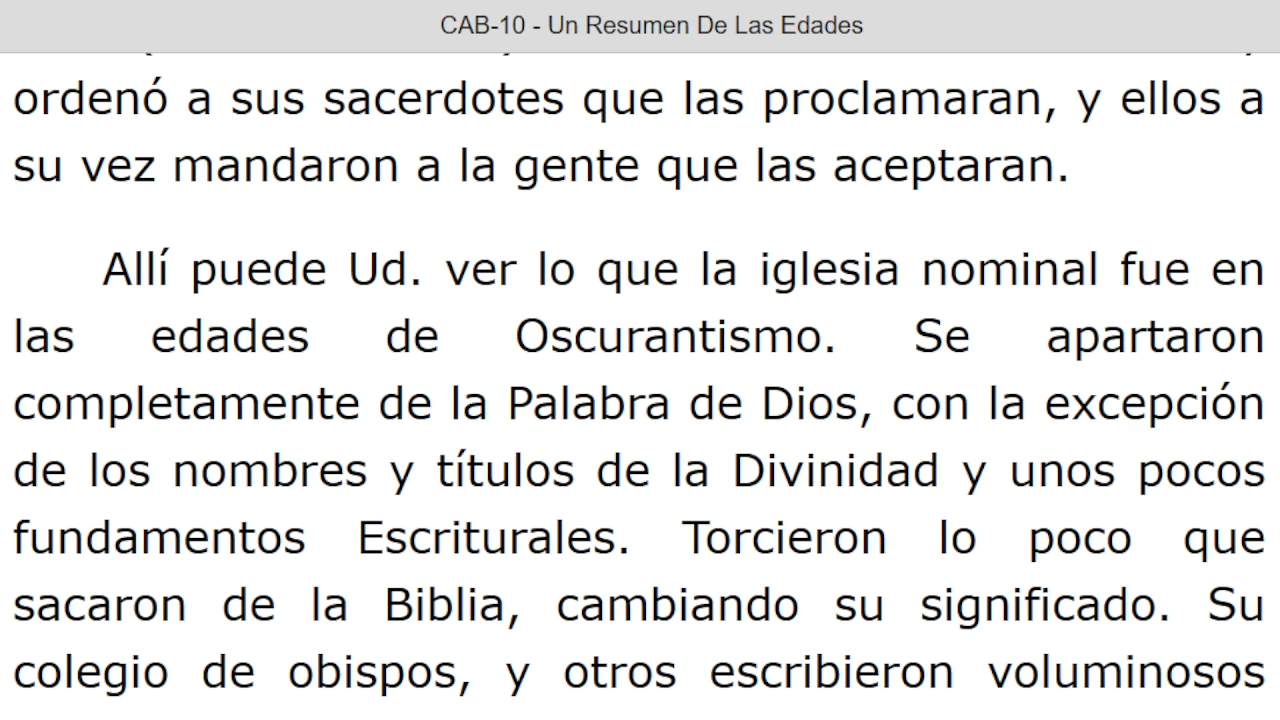 CAB-10 - Un Resumen De Las Edades
ordenó a sus sacerdotes que las proclamaran, y ellos a
su vez mandaron a la gente que las aceptaran.
Allí puede Ud. ver lo que la iglesia nominal fue en
las edades de Oscurantismo. Se apartaron
completamente de la Palabra de Dios, con la excepción
de los nombres y títulos de la Divinidad y unos pocos
fundamentos Escriturales. Torcieron lo poco que
sacaron de la Biblia, cambiando su significado. Su
colegio de obispos, y otros escribieron voluminosos